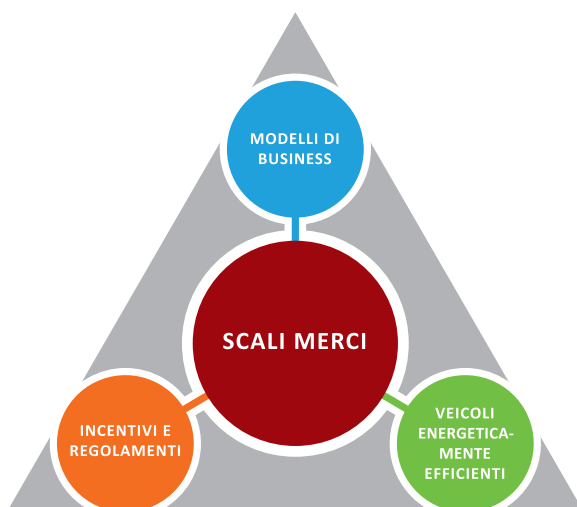 MODELLI DI
BUSINESS
SCALI MERCI
INCENTIVI E
REGOLAMENTI
VEICOLI
ENERGETICA-
MENTE
EFFICIENTI